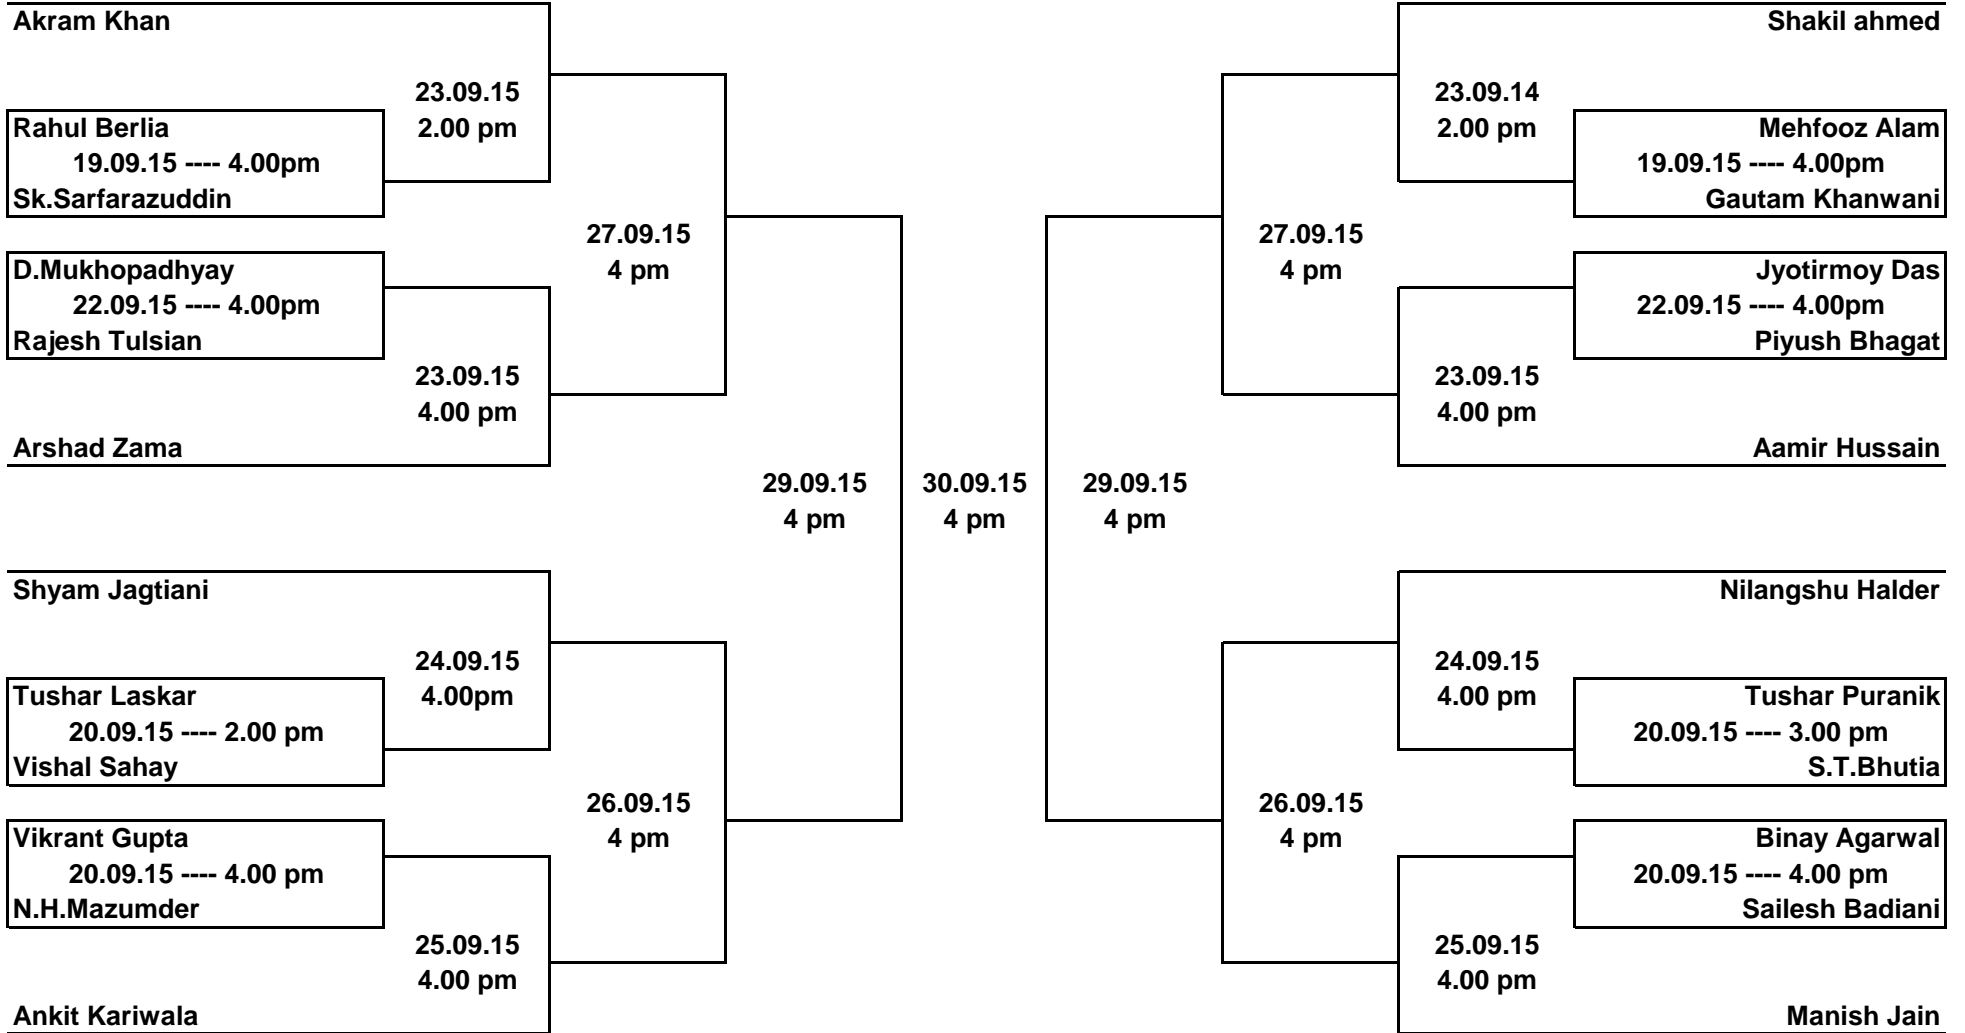 Akram Khan
23.09.15
2.00 pm
Rahul Berlia
19.09.15 ---- 4.00pm
Sk.Sarfarazuddin
27.09.15
4 pm
D.Mukhopadhyay
22.09.15 ---- 4.00pm
Rajesh Tulsian
23.09.15
4.00 pm
Arshad Zama
29.09.15
4 pm
Shyam Jagtiani
24.09.15
4.00pm
Tushar Laskar
20.09.15 ---- 2.00 pm
Vishal Sahay
26.09.15
4 pm
Vikrant Gupta
20.09.15 ---- 4.00 pm
N.H.Mazumder
25.09.15
4.00 pm
Ankit Kariwala
30.09.15
4 pm
Shakil ahmed
23.09.14
2.00 pm
Mehfooz Alam
19.09.15 ---- 4.00pm
Gautam Khanwani
27.09.15
4 pm
Jyotirmoy Das
22.09.15 ---- 4.00pm
Piyush Bhagat
23.09.15
4.00 pm
Aamir Hussain
29.09.15
4 pm
Nilangshu Halder
24.09.15
4.00 pm
Tushar Puranik
20.09.15 ---- 3.00 pm
S.T.Bhutia
26.09.15
4 pm
Binay Agarwal
20.09.15 ---- 4.00 pm
Sailesh Badiani
25.09.15
4.00 pm
Manish Jain